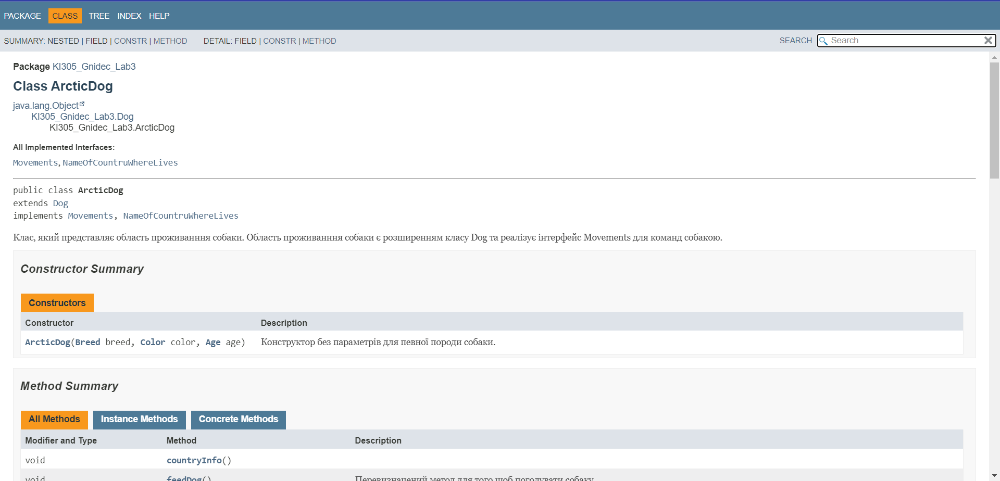 PACKAGE CLASS TREE INDEX HELP
SUMMARY: NESTED | FIELD | CONSTR | METHOD DETAIL: FIELD | CONSTR | METHOD SEARCH Search
Package KI305_Gnidec_Lab3
Class ArcticDog
java.lang.Object
KI305_Gnidec_Lab3.Dog
KI305_Gnidec_Lab3.ArcticDog
All Implemented Interfaces:
Movements, NameOfCountruWhereLives
public class ArcticDog
extends Dog
implements Movements, NameOfCountruWhereLives
Клас, який представляє область проживанння собаки. Область проживанння собаки є розширенням класу Dog та реалізує інтерфейс Movements для команд собакою.
Constructor Summary
Constructors
Constructor Description
ArcticDog(Breed breed, Color color, Age age) Конструктор без параметрів для певної породи собаки.
Method Summary
All Methods Instance Methods Concrete Methods
Modifier and Type Method Description
void countryInfo()
void feedDog() Перевизначений метод для того щоб погодувати собаку